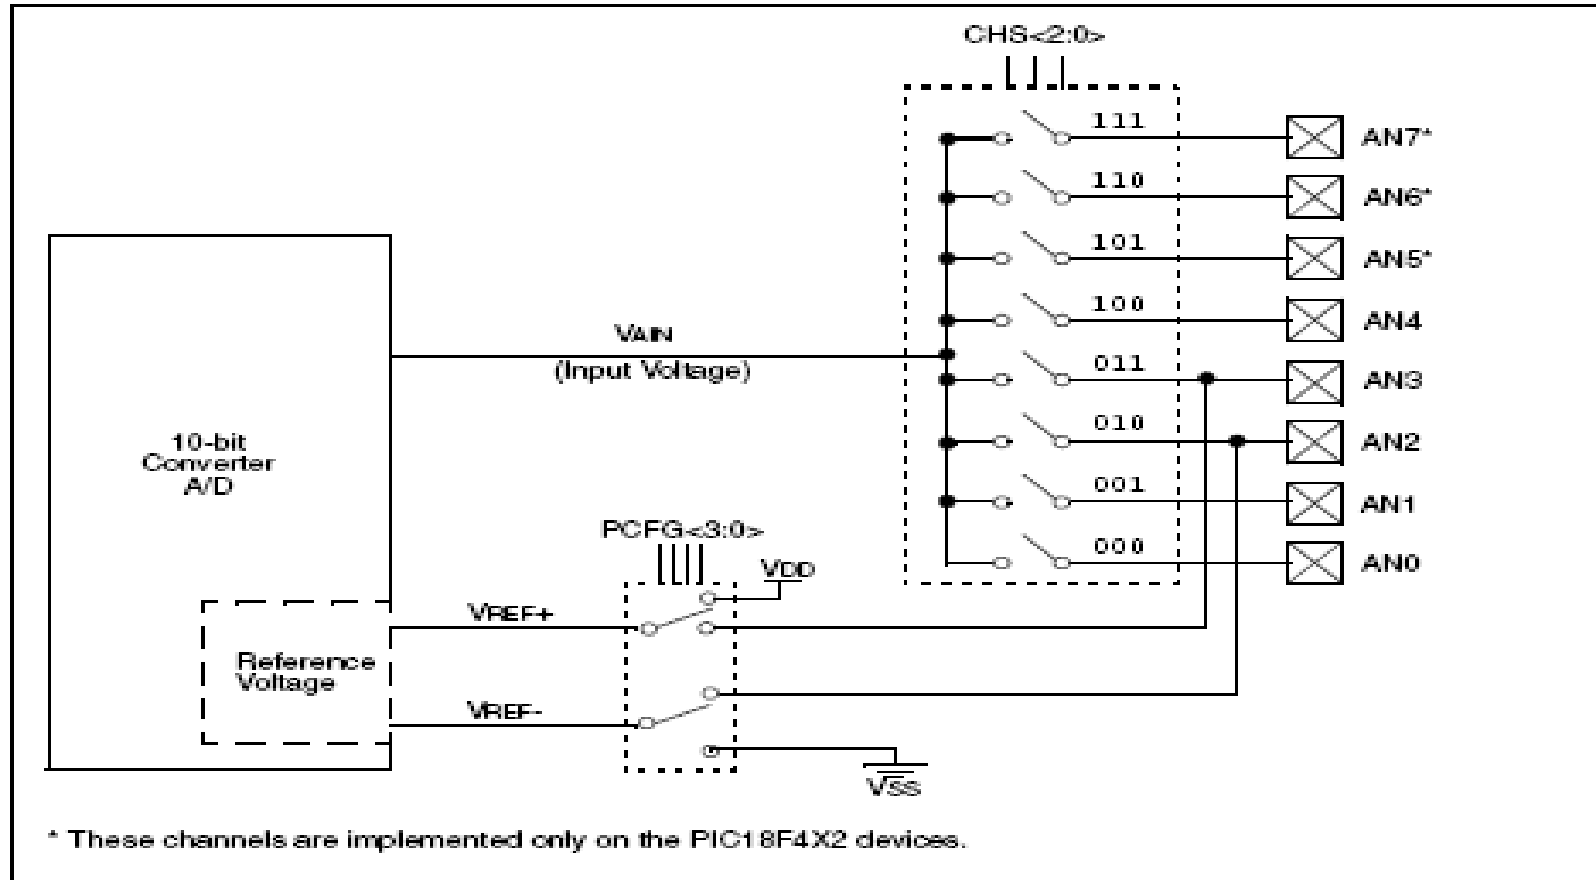 CHS<2:0>
111 AN7*
110 AN6*
101 AN5*
100 AN4
011 AN3
010 AN2
001 AN1
000 AN0
VAIN
(Input Voltage)
10-bit
Converter
A/D
PCFG<3:0>
VDD
VREF+
Reference
Voltage
VREF-
VSS
* These channels are implemented only on the PIC18F4X2 devices.